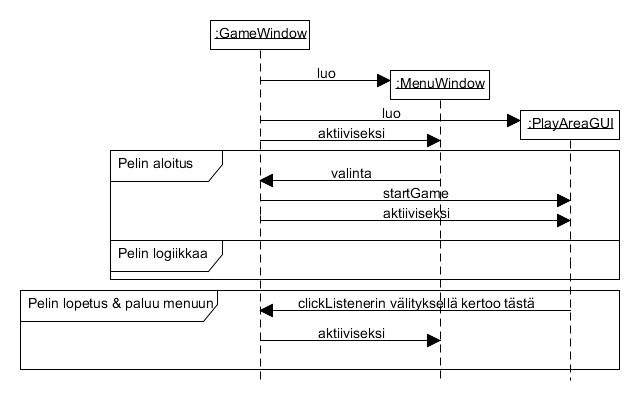 :GameWindow
luo
:MenuWindow
luo
:PlayAreaGUI
aktiiviseksi
Pelin aloitus
valinta
startGame
aktiiviseksi
Pelin logiikkaa
Pelin lopetus & paluu menuun
clickListenerin välityksellä kertoo tästä
aktiiviseksi